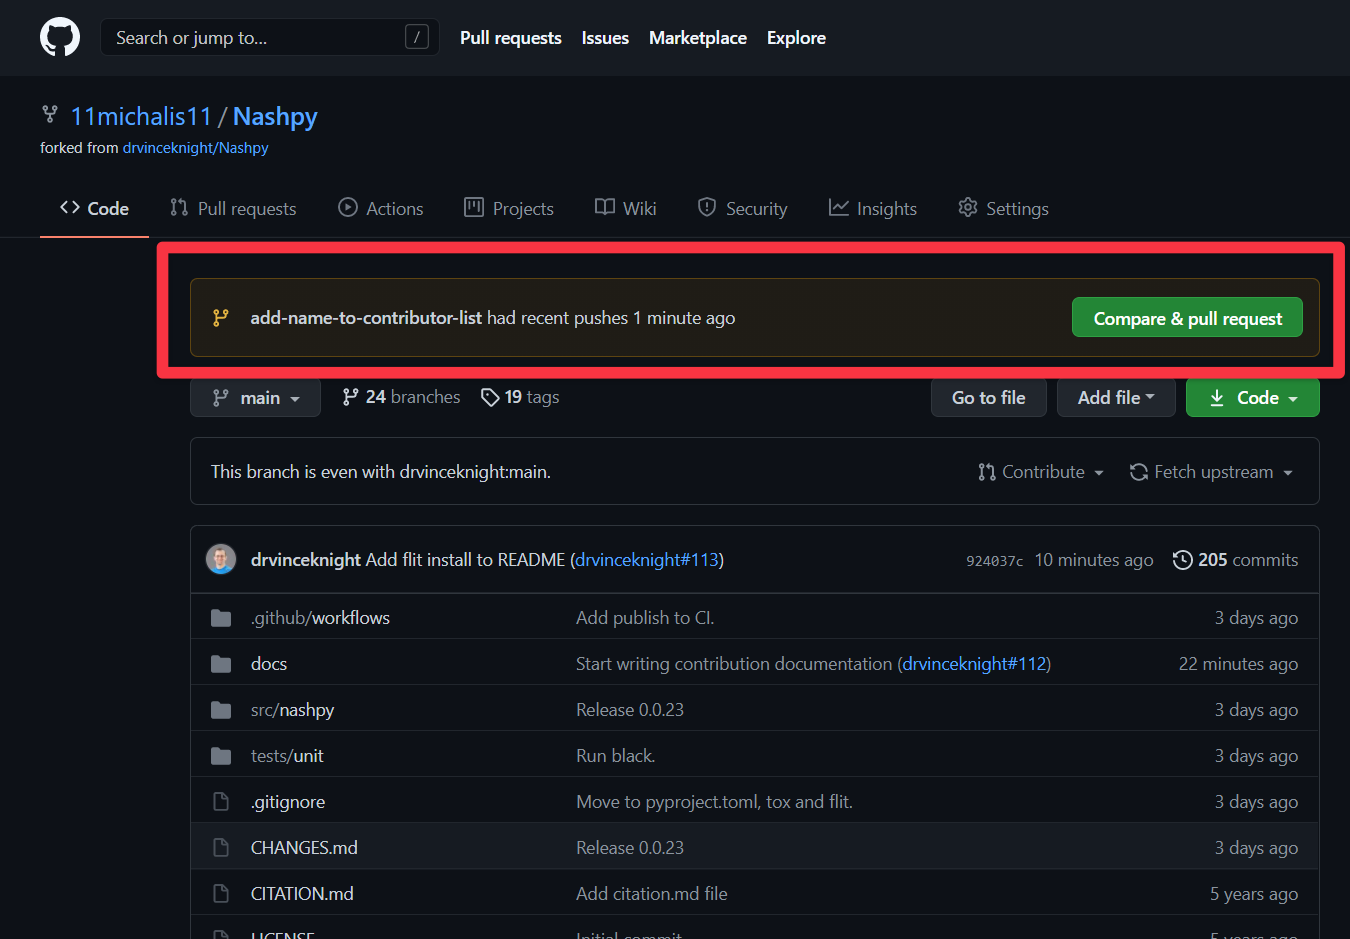 Search or jump to... /
Pull requests Issues Marketplace Explore
11michalis11 / Nashpy
forked from drvinceknight/Nashpy
Code Pull requests Actions Projects Wiki Security Insights Settings
add-name-to-contributor-list had recent pushes 1 minute ago Compare & pull request
main 24 branches 19 tags Go to file Add file Code
This branch is even with drvinceknight:main. Contribute Fetch upstream
drvinceknight Add flit install to README (drvinceknight#113) 924037c 10 minutes ago 205 commits
.github/workflows Add publish to CI. 3 days ago
docs Start writing contribution documentation (drvinceknight#112) 22 minutes ago
src/nashpy Release 0.0.23 3 days ago
tests/unit Run black. 3 days ago
.gitignore Move to pyproject.toml, tox and flit. 3 days ago
CHANGES.md Release 0.0.23 3 days ago
CITATION.md Add citation.md file 5 years ago
LICENSE Initial commit 5 years ago